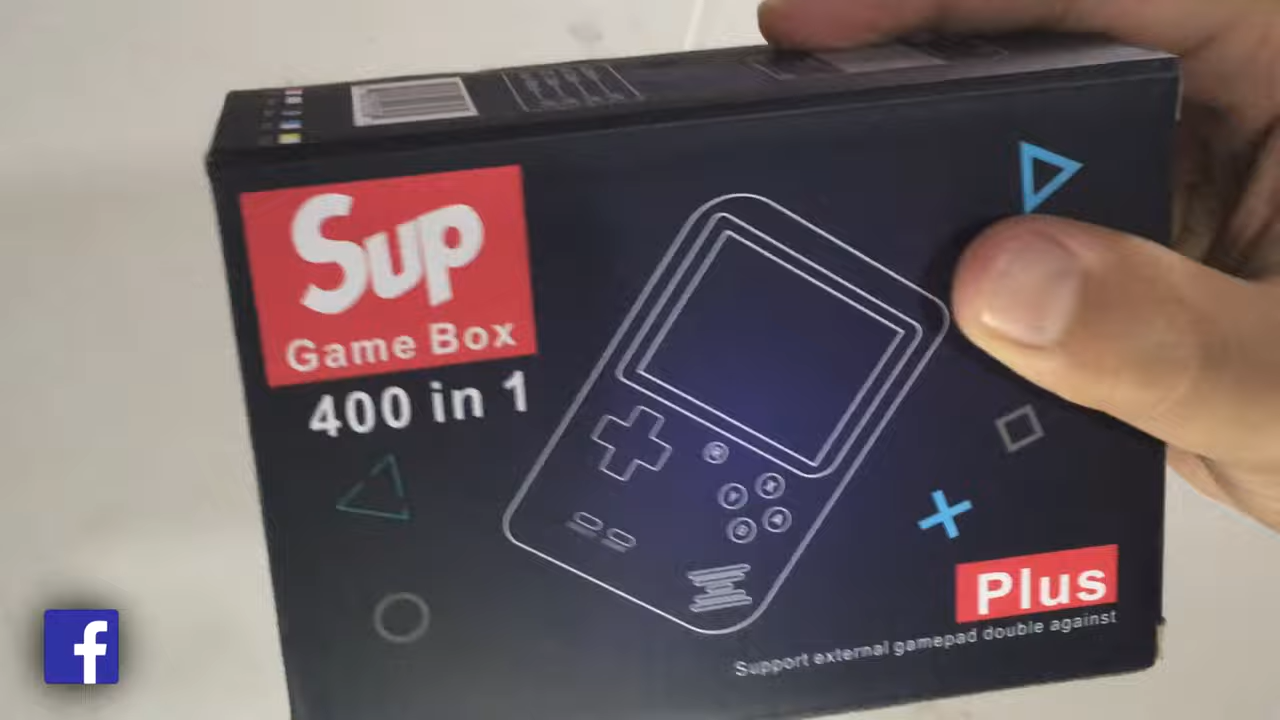 Sup
Game Box
400 in 1
Plus
Support external gamepad double against
f